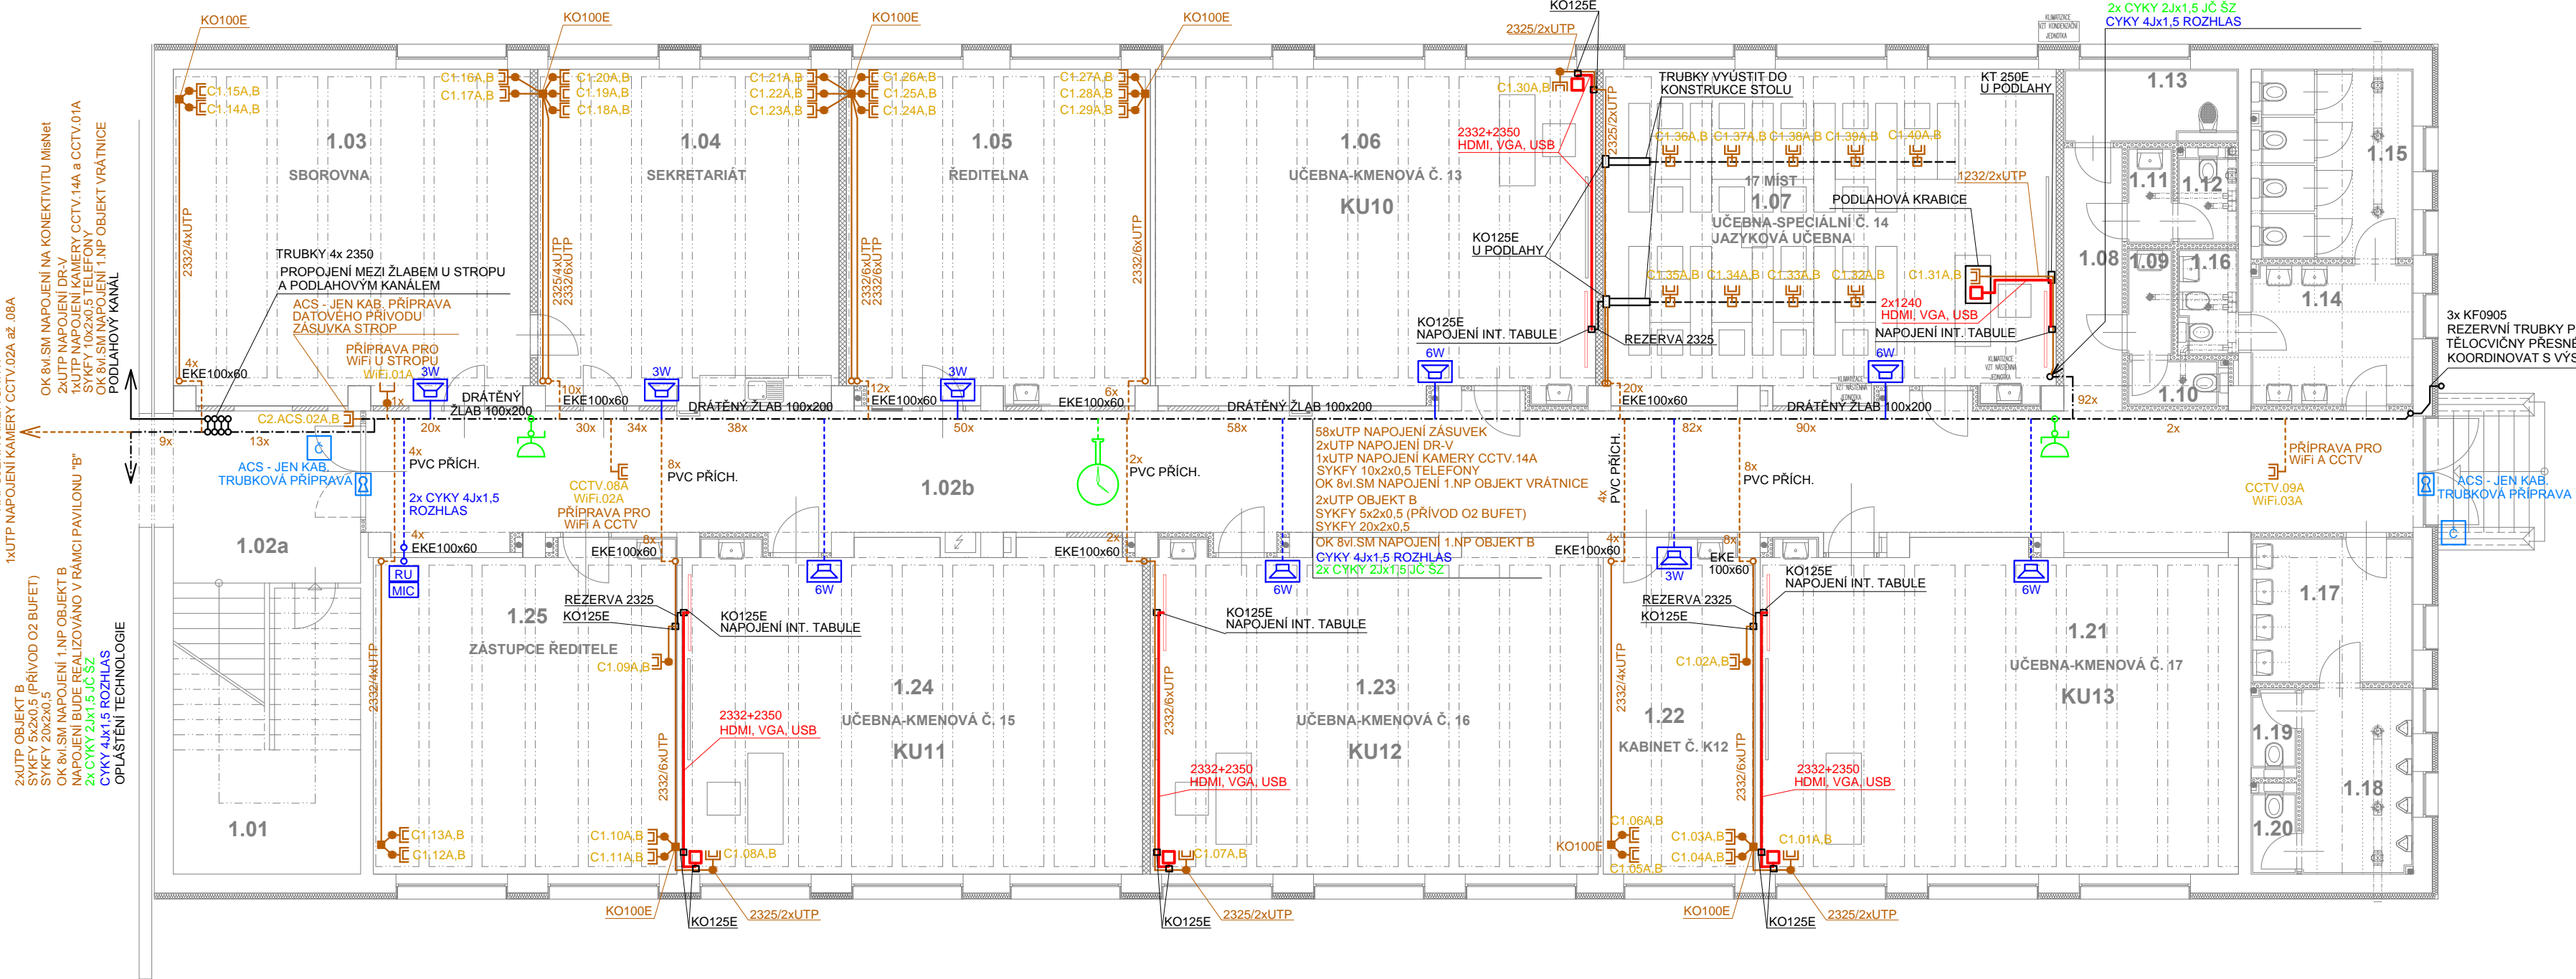 KO100E
KO100E
KO100E
KO100E
KO125E
2325/2xUTP
2x CYKY 2Jx1,5 JČ ŠZ
CYKY 4Jx1,5 ROZHLAS
KLIMATIZACE
VZT KONDENZAČNÍ
JEDNOTKA
C1.15A,B
C1.14A,B
C1.16A,B
C1.17A,B
C1.20A,B
C1.19A,B
C1.18A,B
C1.21A,B
C1.22A,B
C1.23A,B
C1.26A,B
C1.25A,B
C1.24A,B
C1.27A,B
C1.28A,B
C1.29A,B
C1.30A,B
TRUBKY VYÚSTIT DO
KONSTRUKCE STOLU
KT 250E
U PODLAHY
1.03
SBOROVNA
1.04
SEKRETARIÁT
1.05
ŘEDITELNA
1.06
UČEBNA-KMENOVÁ Č. 13
KU10
2332+2350
HDMI, VGA, USB
2325/2xUTP
C1.36A,B
C1.37A,B
C1.38A,B
C1.39A,B
C1.40A,B
17 MÍST
1.07
UČEBNA-SPECIÁLNÍ Č. 14
JAZYKOVÁ UČEBNA
1232/2xUTP
PODLAHOVÁ KRABICE
C1.35A,B
C1.34A,B
C1.33A,B
C1.32A,B
C1.31A,B
2x1240
HDMI, VGA, USB
NAPOJENÍ INT. TABULE
KO125E
U PODLAHY
KO125E
NAPOJENÍ INT. TABULE
REZERVA 2325
1.13
1.15
1.11
1.12
1.08
1.09
1.16
1.14
1.10
3x KF0905
REZERVNÍ TRUBKY P
TĚLOCVIČNY PŘESNÉ
KOORDINOVAT S VÝS
OK 8vl.SM NAPOJENÍ NA KONEKTIVITU MisNet
2xUTP NAPOJENÍ DR-V
1xUTP NAPOJENÍ KAMERY CCTV.14A a CCTV.01A
SYKFY 10x2x0,5 TELEFONY
OK 8vl.SM NAPOJENÍ 1.NP OBJEKT VRÁTNICE
PODLAHOVÝ KANÁL
1xUTP NAPOJENÍ KAMERY CCTV.02A až .08A
2332/4xUTP
2325/4xUTP
2332/6xUTP
2332/6xUTP
2332/6xUTP
2332/6xUTP
TRUBKY 4x 2350
PROPOJENÍ MEZI ŽLABEM U STROPU
A PODLAHOVÝM KANÁLEM
ACS - JEN KAB. PŘÍPRAVA
DATOVÉHO PŘÍVODU
ZÁSUVKA STROP
PŘÍPRAVA PRO
WiFi U STROPU
WiFi.01A
4x
EKE100x60
1x
3W
DRÁTĚNÝ
ŽLAB 100x200
10x
EKE100x60
3W
DRÁTĚNÝ ŽLAB 100x200
12x
EKE100x60
3W
6x
EKE100x60
DRÁTĚNÝ ŽLAB 100x200
6W
20x
EKE100x60
6W
KLIMATIZACE
VZT NÁSTĚNNÁ
JEDNOTKA
KLIMATIZACE
VZT NÁSTĚNNÁ
JEDNOTKA
DRÁTĚNÝ ŽLAB 100x200
92x
C2.ACS.02A,B
9x
13x
20x
30x
34x
38x
50x
58x
82x
90x
2x
Č
ACS - JEN KAB.
TRUBKOVÁ PŘÍPRAVA
4x
PVC PŘÍCH.
2x CYKY 4Jx1,5
ROZHLAS
CCTV.08A
WiFi.02A
PŘÍPRAVA PRO
WiFi A CCTV
8x
PVC PŘÍCH.
1.02b
2x
PVC PŘÍCH.
58xUTP NAPOJENÍ ZÁSUVEK
2xUTP NAPOJENÍ DR-V
1xUTP NAPOJENÍ KAMERY CCTV.14A
SYKFY 10x2x0,5 TELEFONY
OK 8vl.SM NAPOJENÍ 1.NP OBJEKT VRÁTNICE
2xUTP OBJEKT B
SYKFY 5x2x0,5 (PŘÍVOD O2 BUFET)
SYKFY 20x2x0,5
OK 8vl.SM NAPOJENÍ 1.NP OBJEKT B
CYKY 4Jx1,5 ROZHLAS
2x CYKY 2Jx1,5 JČ ŠZ
4x
PVC PŘÍCH.
8x
PVC PŘÍCH.
PŘÍPRAVA PRO
WiFi A CCTV
CCTV.09A
WiFi.03A
ACS - JEN KAB.
TRUBKOVÁ PŘÍPRAVA
Č
1.02a
4x
EKE100x60
RU
MIC
8x
EKE100x60
6W
2x
EKE100x60
6W
4x
EKE100x60
3W
8x
EKE
100x60
6W
2xUTP OBJEKT B
SYKFY 5x2x0,5 (PŘÍVOD O2 BUFET)
SYKFY 20x2x0,5
OK 8vl.SM NAPOJENÍ 1.NP OBJEKT B
NAPOJENÍ BUDE REALIZOVÁNO V RÁMCI PAVILONU "B"
2x CYKY 2Jx1,5 JČ ŠZ
CYKY 4Jx1,5 ROZHLAS
OPLÁŠTĚNÍ TECHNOLOGIE
1.01
1.25
ZÁSTUPCE ŘEDITELE
REZERVA 2325
KO125E
KO125E
NAPOJENÍ INT. TABULE
C1.09A,B
2332/4xUTP
2332/6xUTP
C1.13A,B
C1.12A,B
C1.10A,B
C1.11A,B
1.24
UČEBNA-KMENOVÁ Č. 15
KU11
2332+2350
HDMI, VGA, USB
C1.08A,B
KO125E
NAPOJENÍ INT. TABULE
2332/6xUTP
1.23
UČEBNA-KMENOVÁ Č. 16
KU12
2332+2350
HDMI, VGA, USB
C1.07A,B
2332/4xUTP
1.22
KABINET Č. K12
REZERVA 2325
KO125E
KO125E
NAPOJENÍ INT. TABULE
C1.02A,B
2332/6xUTP
C1.06A,B
KO100E
C1.05A,B
C1.03A,B
C1.04A,B
C1.01A,B
1.21
UČEBNA-KMENOVÁ Č. 17
KU13
2332+2350
HDMI, VGA, USB
1.17
1.19
1.18
1.20
KO100E
KO125E
2325/2xUTP
KO125E
2325/2xUTP
KO100E
KO125E
2325/2xUTP